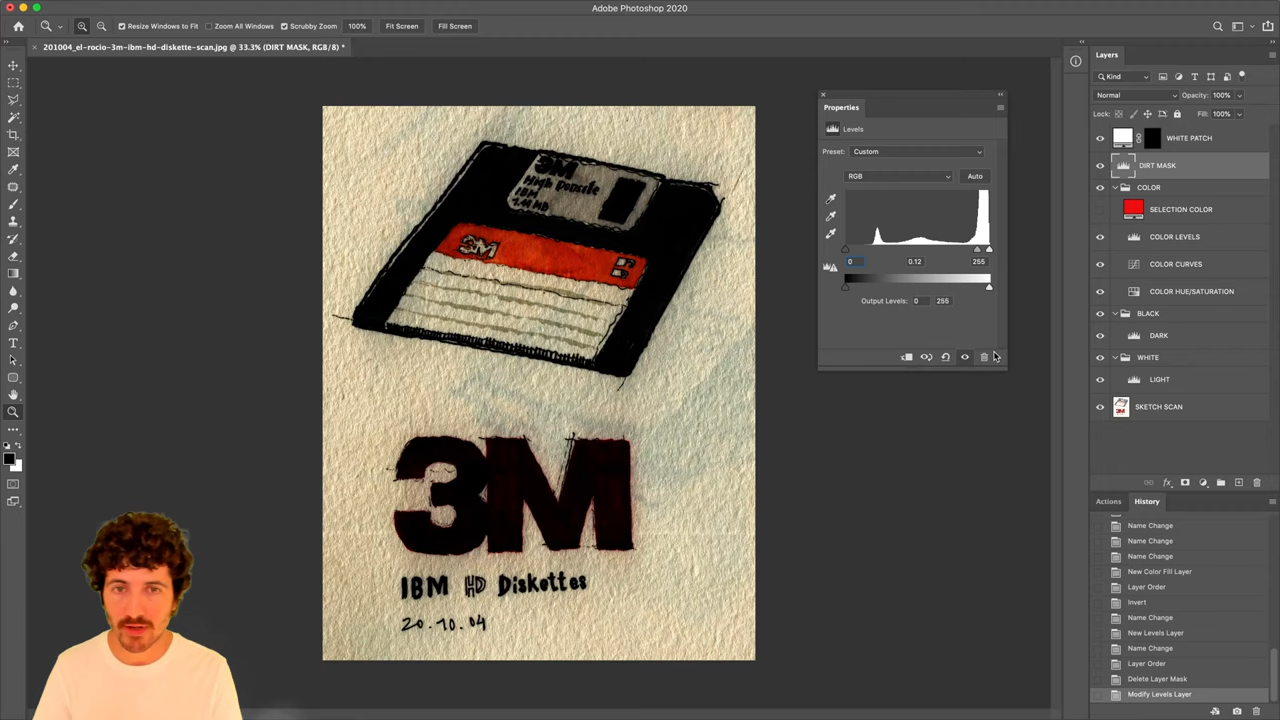 Adobe Photoshop 2020
Resize Windows to Fit
Zoom All Windows
Scrubby Zoom
100%
Fit Screen
Fill Screen
201004_el-rocio-3m-ibm-hd-diskette-scan.jpg @ 33.3% (DIRT MASK, RGB/8) *
Properties
Levels
Preset: Custom
RGB
Auto
0
0.12
255
Output Levels: 0 255
Layers
Kind
Normal
Opacity: 100%
Lock:
Fill: 100%
WHITE PATCH
DIRT MASK
COLOR
SELECTION COLOR
COLOR LEVELS
COLOR CURVES
COLOR HUE/SATURATION
BLACK
DARK
WHITE
LIGHT
SKETCH SCAN
Actions
History
Name Change
Name Change
Name Change
New Color Fill Layer
Layer Order
Invert
Name Change
New Levels Layer
Name Change
Layer Order
Delete Layer Mask
Modify Levels Layer
3M
High Density
IBM
1.44MB
3M
3M
IBM HD Diskettes
20.10.04